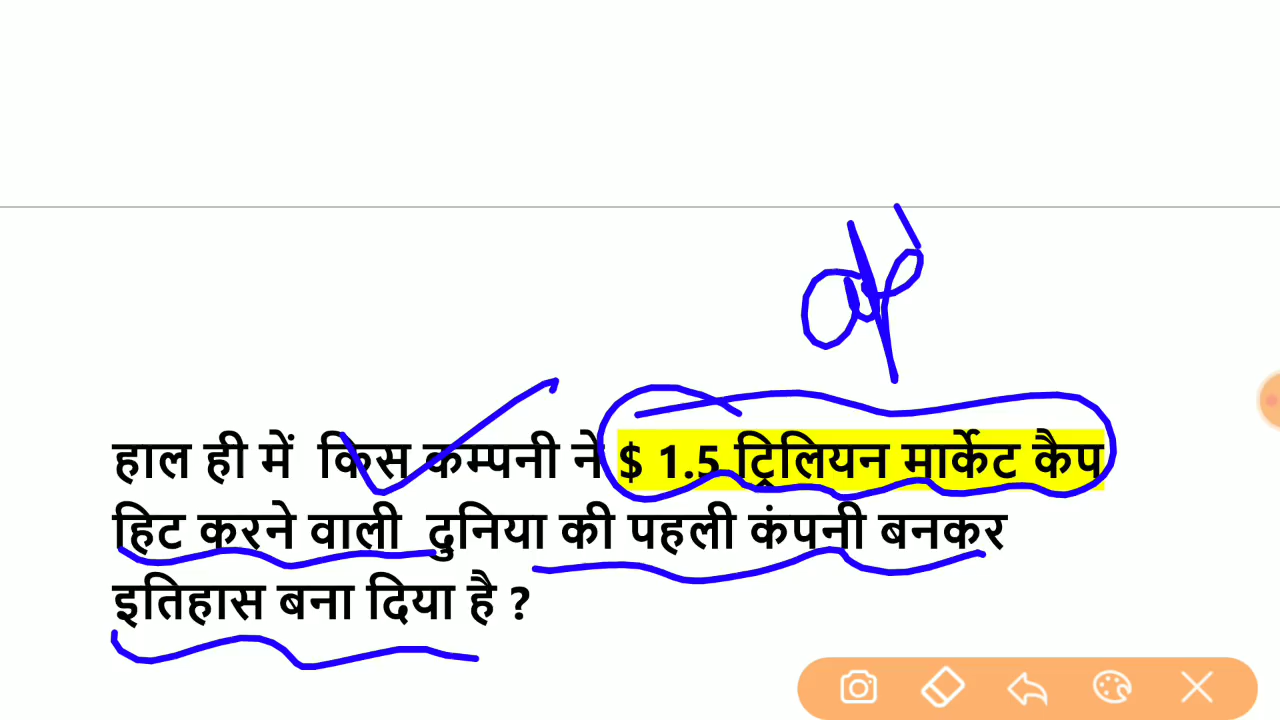 हाल ही में किस कम्पनी ने $ 1.5 ट्रिलियन मार्केट कैप
हिट करने वाली दुनिया की पहली कंपनी बनकर
इतिहास बना दिया है ?